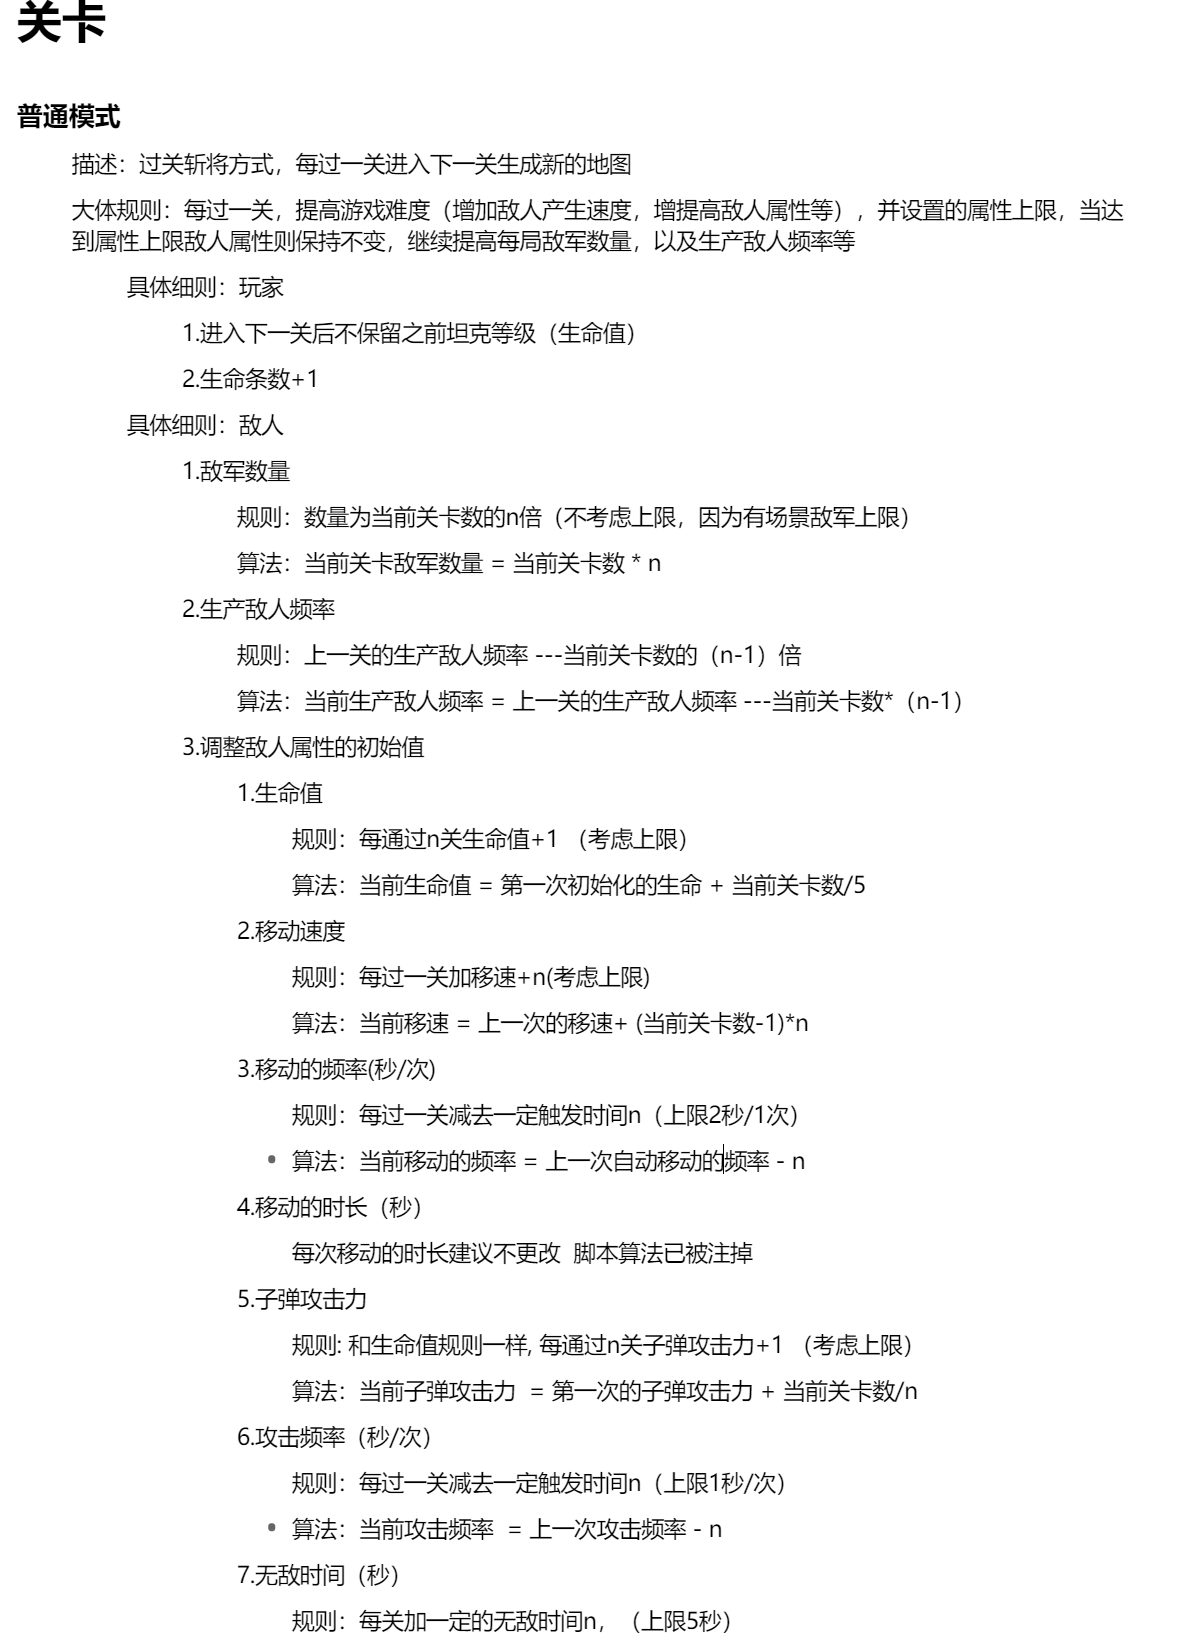 关卡
普通模式
描述：过关斩将方式，每过一关进入下一关生成新的地图
大体规则：每过一关，提高游戏难度（增加敌人产生速度，增提高敌人属性等），并设置的属性上限，当达
到属性上限敌人属性则保持不变，继续提高每局敌军数量，以及生产敌人频率等
具体细则：玩家
1.进入下一关后不保留之前坦克等级（生命值）
2.生命条数+1
具体细则：敌人
1.敌军数量
规则：数量为当前关卡数的n倍（不考虑上限，因为有场景敌军上限）
算法：当前关卡敌军数量 = 当前关卡数 * n
2.生产敌人频率
规则：上一关的生产敌人频率 ---当前关卡数的（n-1）倍
算法：当前生产敌人频率 = 上一关的生产敌人频率 ---当前关卡数*（n-1）
3.调整敌人属性的初始值
1.生命值
规则：每通过n关生命值+1 （考虑上限）
算法：当前生命值 = 第一次初始化的生命 + 当前关卡数/5
2.移动速度
规则：每过一关加移速+n(考虑上限)
算法：当前移速 = 上一次的移速+ (当前关卡数-1)*n
3.移动的频率(秒/次)
规则：每过一关减去一定触发时间n（上限2秒/1次）
• 算法：当前移动的频率 = 上一次自动移动的频率 - n
4.移动的时长（秒）
每次移动的时长建议不更改  脚本算法已被注掉
5.子弹攻击力
规则: 和生命值规则一样, 每通过n关子弹攻击力+1 （考虑上限）
算法：当前子弹攻击力  = 第一次的子弹攻击力 + 当前关卡数/n
6.攻击频率（秒/次）
规则：每过一关减去一定触发时间n（上限1秒/次）
• 算法：当前攻击频率  = 上一次攻击频率 - n
7.无敌时间（秒）
规则：每关加一定的无敌时间n，（上限5秒）